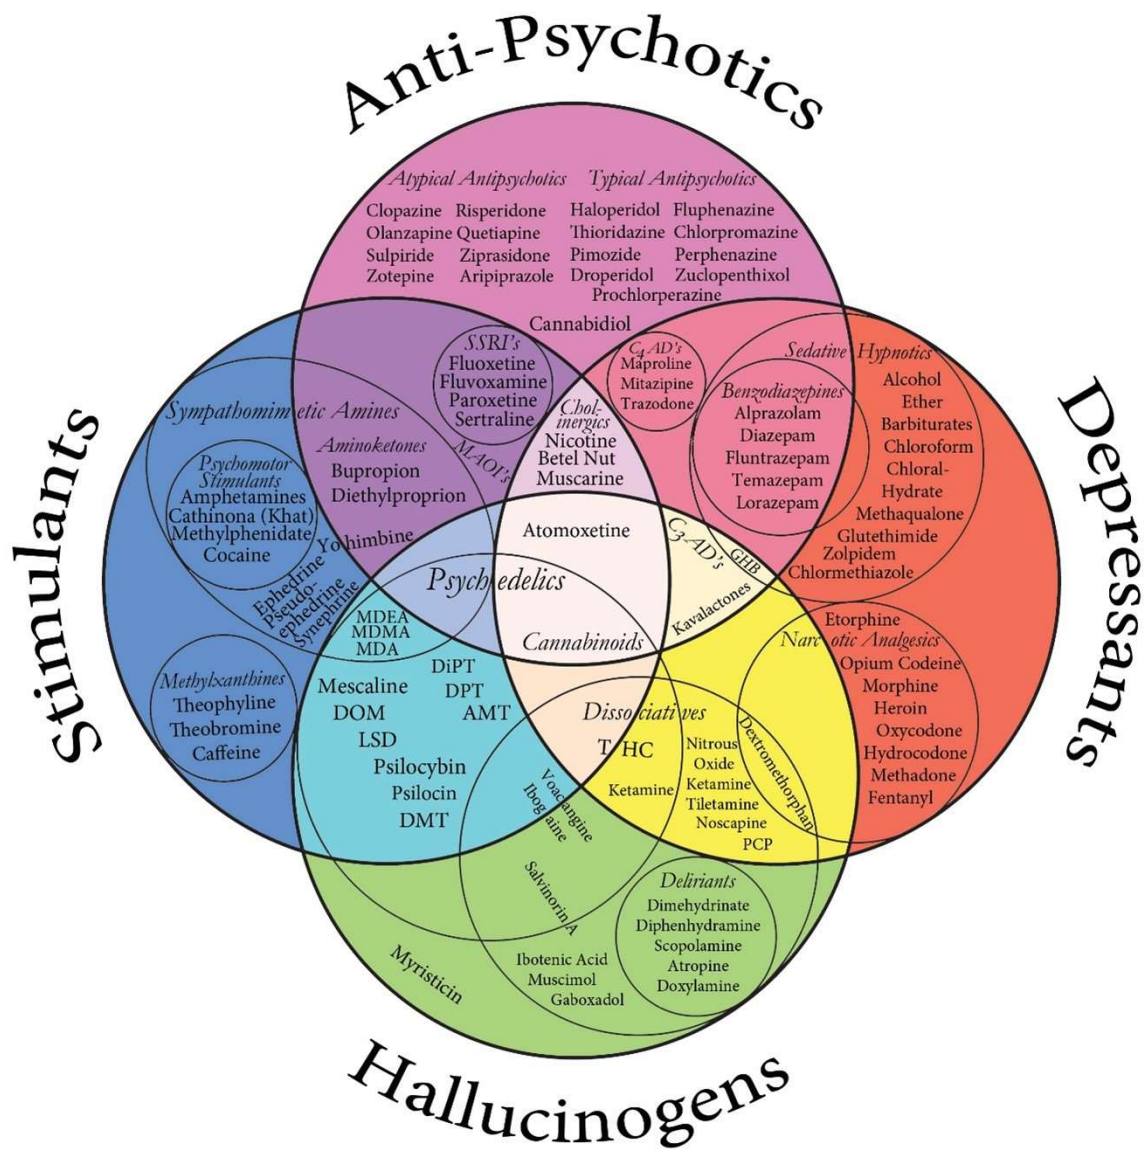 Anti-Psychotics
Atypical Antipsychotics
Typical Antipsychotics
Clopazine Risperidone
Olanzapine Quetiapine
Sulpiride Ziprasidone
Zotepine Aripiprazole
Haloperidol Fluphenazine
Thioridazine Chlorpromazine
Pimozide Perphenazine
Droperidol Zuclopenthixol
Prochlorperazine
Cannabidiol
SSRI's
Fluoxetine
Fluvoxamine
Paroxetine
Sertraline
C4 AD's
Maproline
Mitazipine
Trazodone
Sedative Hypnotics
Benzodiazepines
Alprazolam
Diazepam
Fluntrazepam
Temazepam
Lorazepam
Alcohol
Ether
Barbiturates
Chloroform
Chloral-
Hydrate
Methaqualone
Glutethimide
Zolpidem
Chlormethiazole
Depressants
Stimulants
Sympathomimetic Amines
Aminoketones
Bupropion
Diethylproprion
MAOI's
Psychomotor
Stimulants
Amphetamines
Cathinona (Khat)
Methylphenidate
Cocaine
Yohimbine
Ephedrine
Pseudo-
ephedrine
Synephrine
Chol-
inergics
Nicotine
Betel Nut
Muscarine
Atomoxetine
C3 AD's
GHB
Kavalactones
Psychedelics
Cannabinoids
MDEA
MDMA
MDA
DiPT
DPT
AMT
Mescaline
DOM
LSD
Psilocybin
Psilocin
DMT
Methylxanthines
Theophyline
Theobromine
Caffeine
Etorphine
Narcotic Analgesics
Opium Codeine
Morphine
Heroin
Oxycodone
Hydrocodone
Methadone
Fentanyl
Dissociatives
THC
Ketamine
Nitrous
Oxide
Ketamine
Tiletamine
Noscapine
PCP
Dextromethorphan
Voacangine
Ibogaine
Salvinorin A
Deliriants
Dimehydrinate
Diphenhydramine
Scopolamine
Atropine
Doxylamine
Ibotenic Acid
Muscimol
Gaboxadol
Myristicin
Hallucinogens